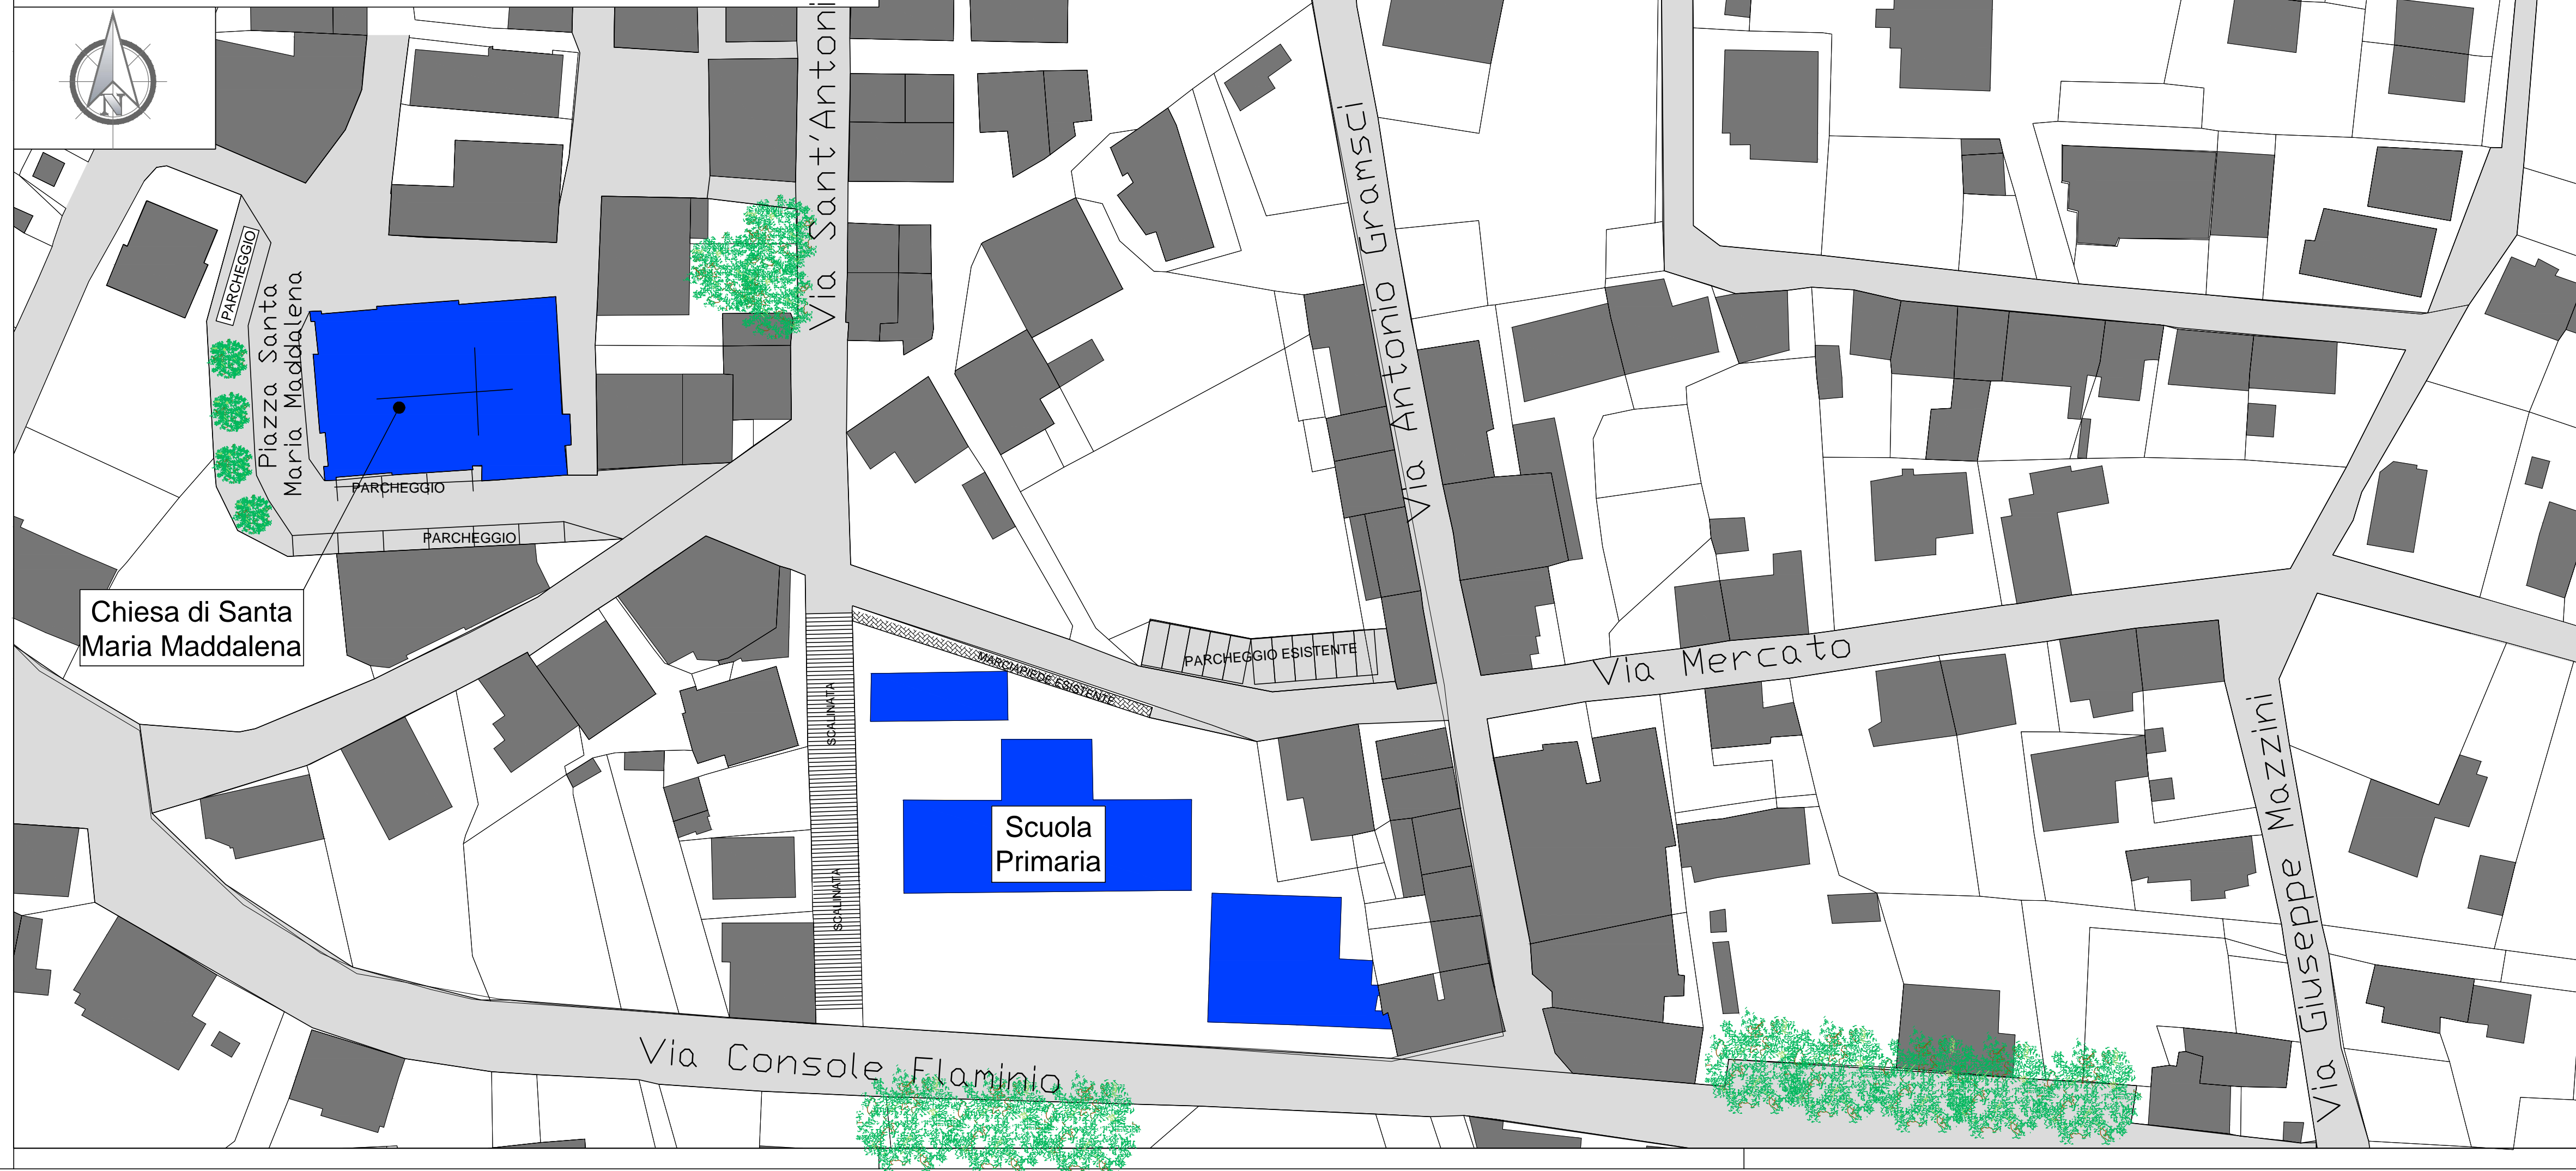 N
Via Sant'Antoni
Via Antonio Gramsci
PARCHEGGIO
Piazza Santa
Maria Maddalena
PARCHEGGIO
PARCHEGGIO
Chiesa di Santa
Maria Maddalena
MARCIAPIEDE ESISTENTE
PARCHEGGIO ESISTENTE
Via Mercato
SCALINATA
SCALINATA
Scuola
Primaria
Via Giuseppe Mazzini
Via Console Flaminio